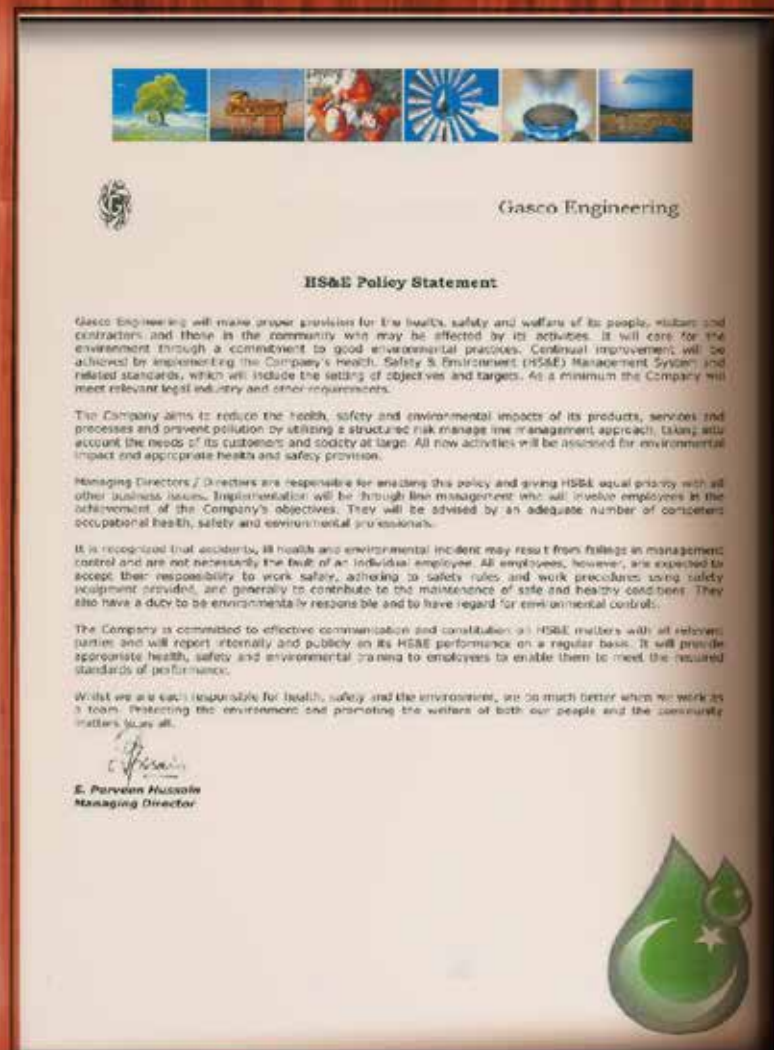 G
Gasco Engineering
HS&E Policy Statement
Gasco Engineering will make proper provision for the health, safety and welfare of its people, visitors and
contractors and those in the community who may be affected by its activities. It will care for the
environment through a commitment to good environmental practices. Continual improvement will be
achieved by implementing the Company's Health, Safety & Environment (HS&E) Management System and
related standards, which will include the setting of objectives and targets. As a minimum the Company will
meet relevant legal industry and other requirements.
The Company aims to reduce the health, safety and environmental impacts of its products, services and
processes and prevent pollution by utilizing a structured risk manage line management approach, taking into
account the needs of its customers and society at large. All new activities will be assessed for environmental
impact and appropriate health and safety provision.
Managing Directors / Directors are responsible for enacting this policy and giving HS&E equal priority with all
other business issues. Implementation will be through line management who will involve employees in the
achievement of the Company's objectives. They will be advised by an adequate number of competent
occupational health, safety and environmental professionals.
It is recognized that accidents, ill health and environmental incident may result from failings in management
control and are not necessarily the fault of an individual employee. All employees, however, are expected to
accept their responsibility to work safely, adhering to safety rules and work procedures using safety
equipment provided, and generally to contribute to the maintenance of safe and healthy conditions. They
also have a duty to be environmentally responsible and to have regard for environmental controls.
The Company is committed to effective communication and constitution on HS&E matters with all relevant
parties and will report internally and publicly on its HS&E performance on a regular basis. It will provide
appropriate health, safety and environmental training to employees to enable them to meet the required
standards of performance.
Whilst we are each responsible for health, safety and the environment, we do much better when we work as
a team. Protecting the environment and promoting the welfare of both our people and the community
matters to us all.
S. Parveen Hussain
Managing Director